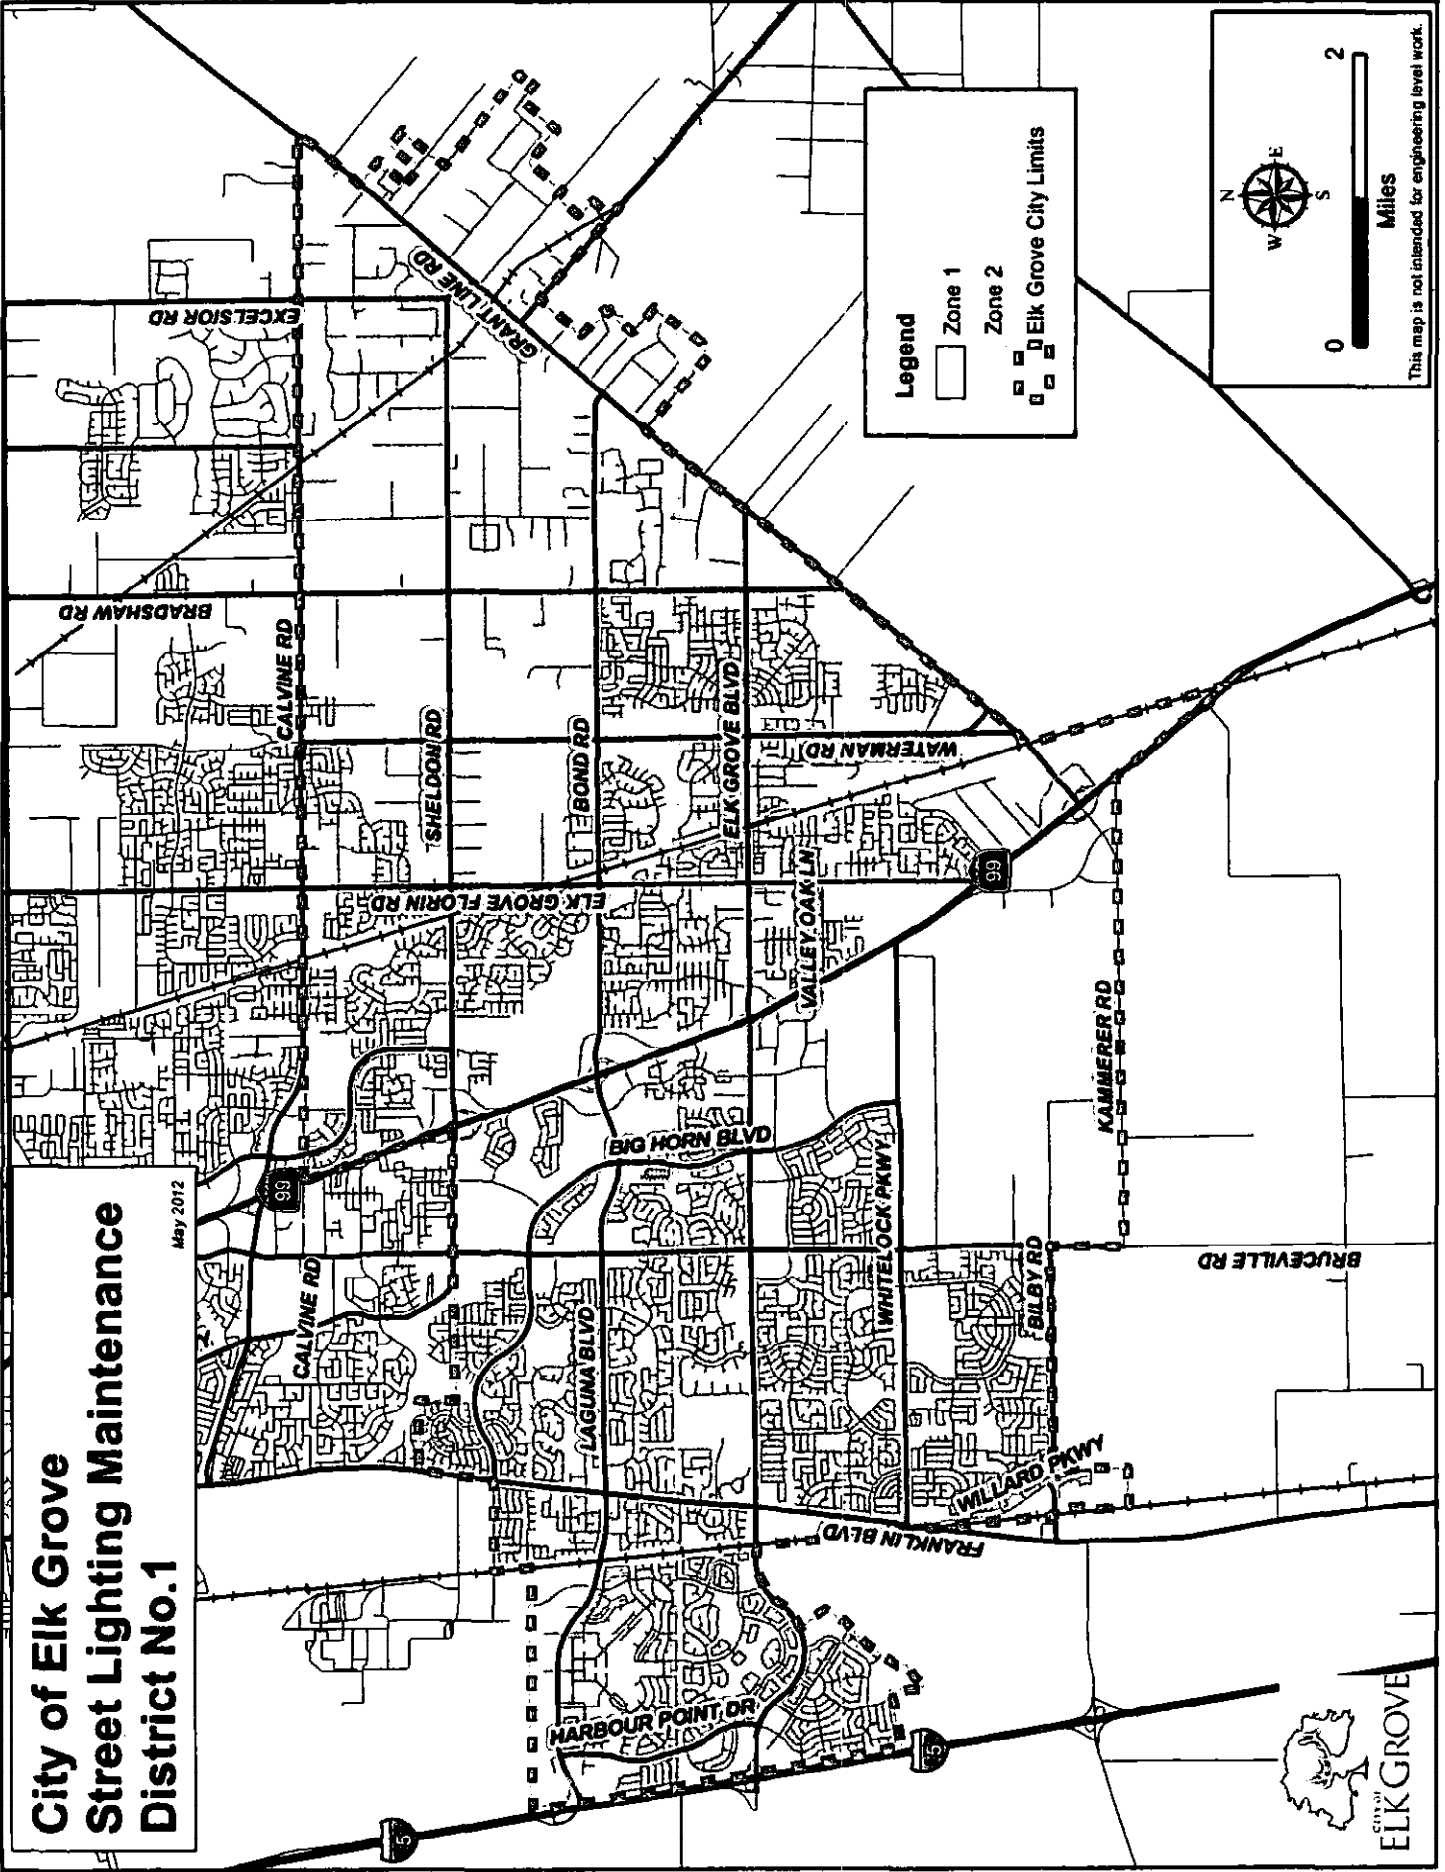 City of Elk Grove
Street Lighting Maintenance
District No.1
May 2012
EXCELSIOR RD
GRANT LINE RD
BRADSHAW RD
CALVINE RD
SHELDON RD
BOND RD
ELK GROVE BLVD
WATERMAN RD
ELK GROVE FLORIN RD
VALLEY OAK LN
99
KAMMERER RD
BIG HORN BLVD
99
WHITELOCK PKWY
BILBY RD
BRUCEVILLE RD
CALVINE RD
LAGUNA BLVD
WILLARD PKWY
FRANKLIN BLVD
HARBOUR POINT DR
5
5
Legend
Zone 1
Zone 2
Elk Grove City Limits
N
W
E
S
0
2
Miles
This map is not intended for engineering level work.
CITY OF
ELK GROVE